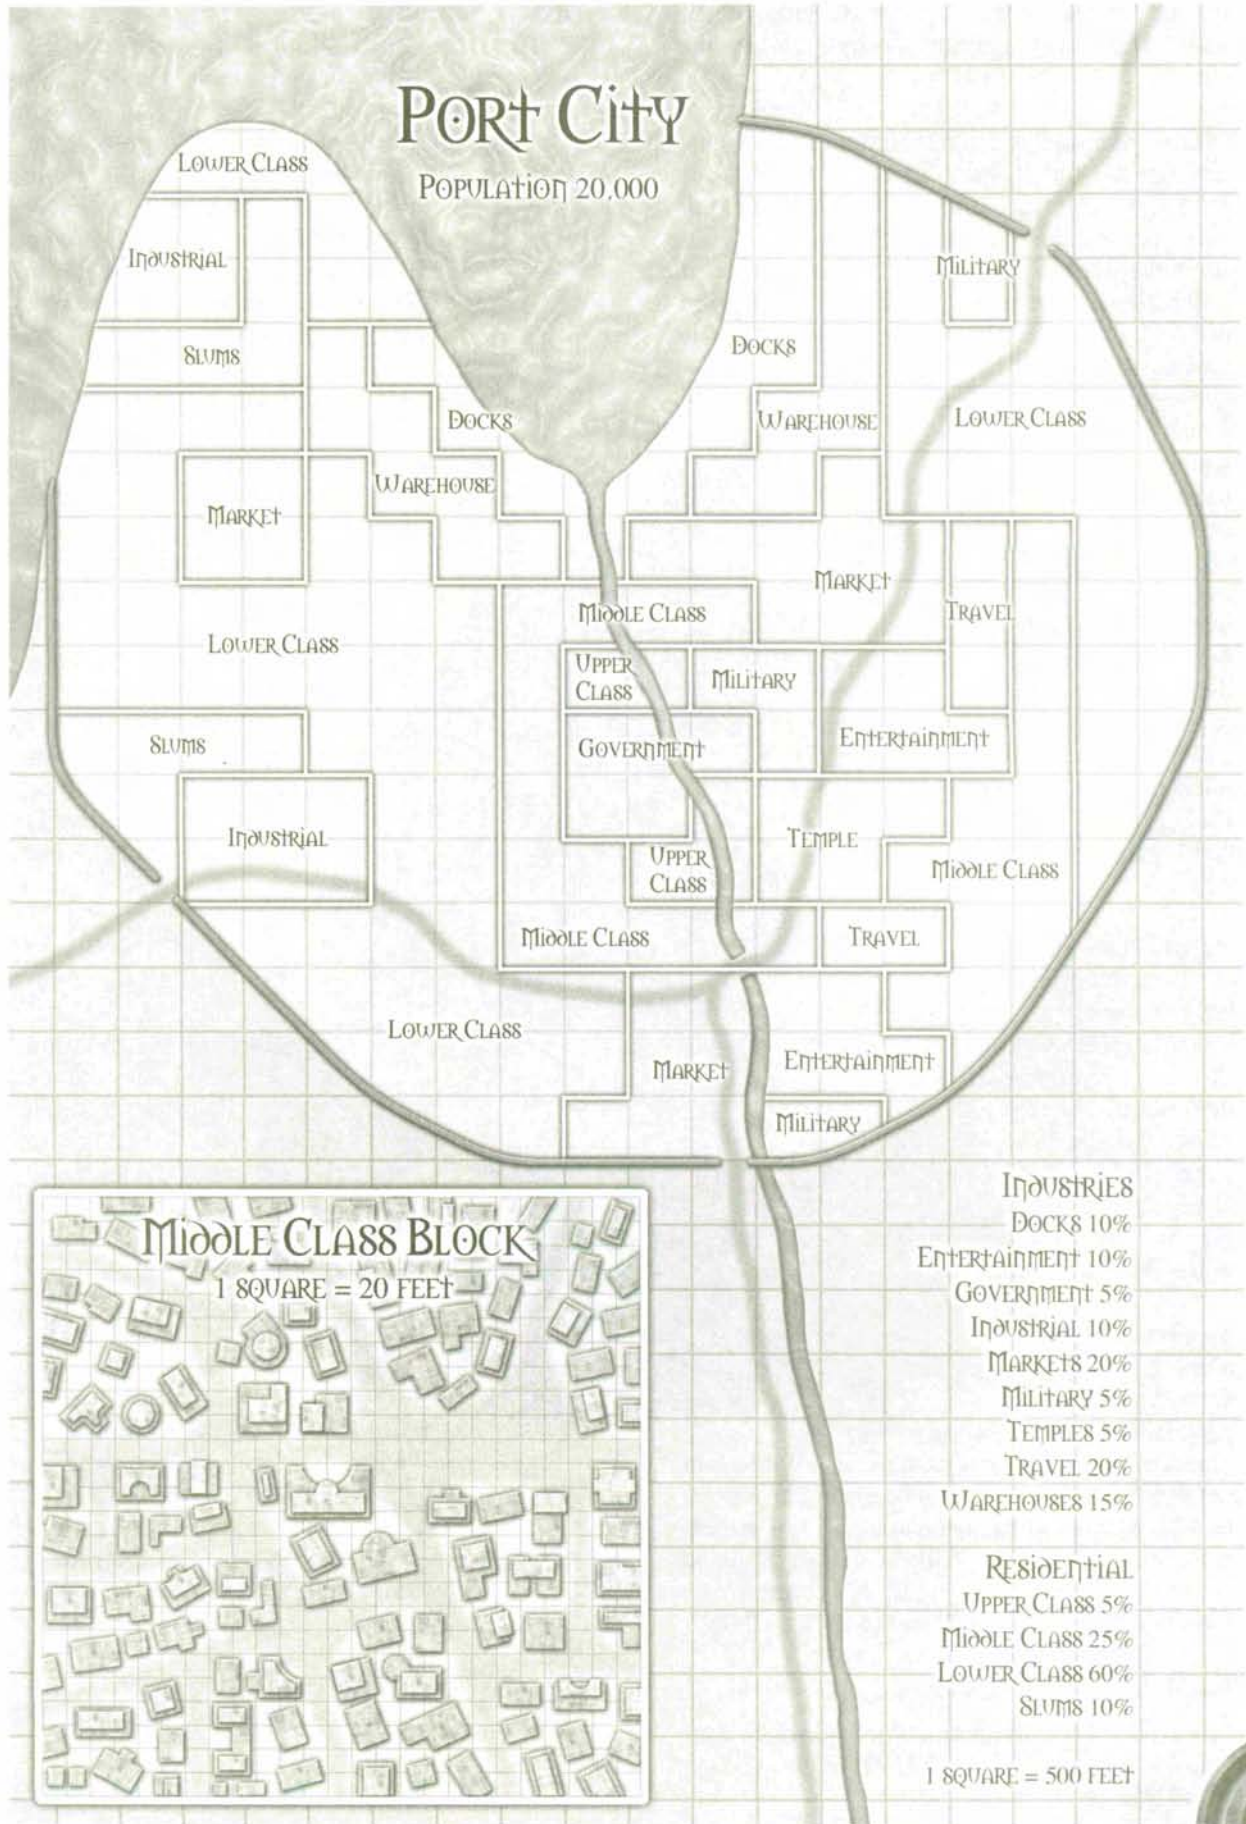 Port City
Population 20,000
Lower Class
Industrial
Military
Slums
Docks
Docks
Warehouse
Lower Class
Warehouse
Market
Market
Middle Class
Travel
Lower Class
Upper
Class
Military
Slums
Government
Entertainment
Industrial
Temple
Upper
Class
Middle Class
Middle Class
Travel
Lower Class
Market
Entertainment
Military
Middle Class Block
1 square = 20 feet
Industries
Docks 10%
Entertainment 10%
Government 5%
Industrial 10%
Markets 20%
Military 5%
Temples 5%
Travel 20%
Warehouses 15%
Residential
Upper Class 5%
Middle Class 25%
Lower Class 60%
Slums 10%
1 square = 500 feet